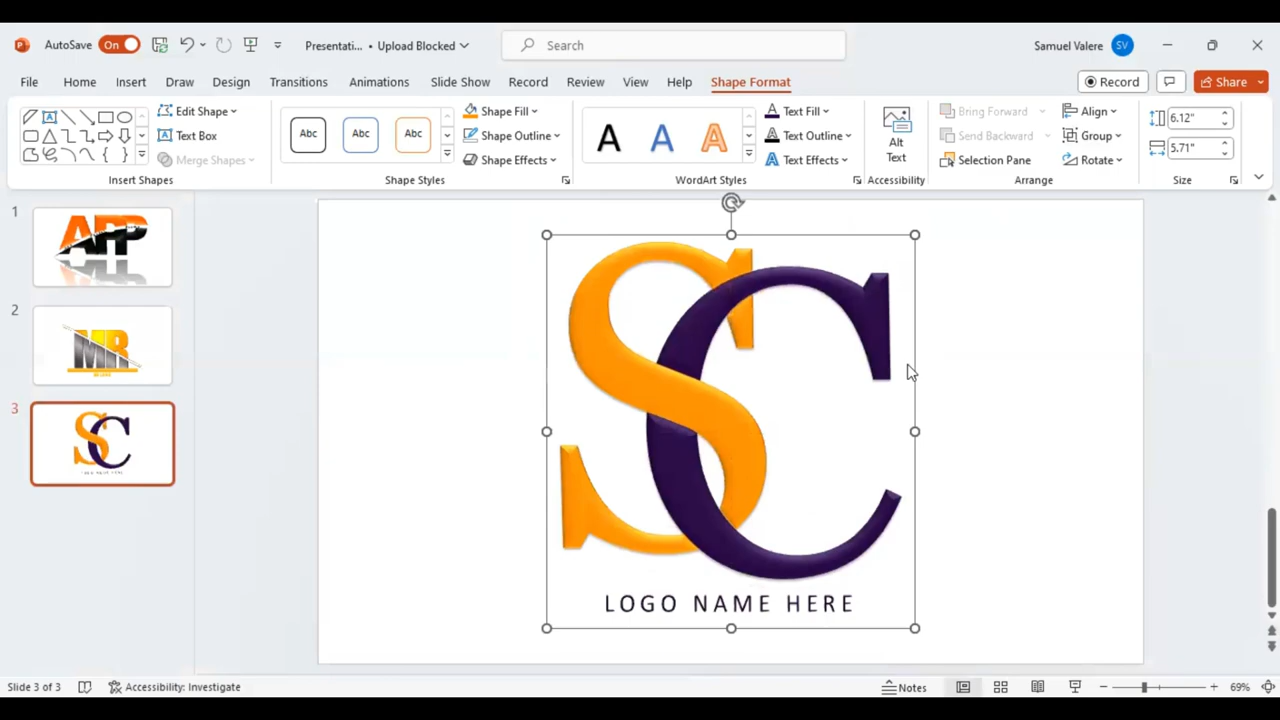 AutoSave On Presentati... • Upload Blocked Search Samuel Valere SV
File Home Insert Draw Design Transitions Animations Slide Show Record Review View Help Shape Format Record Share
Edit Shape
Text Box
Merge Shapes
Insert Shapes
Abc Abc Abc
Shape Fill
Shape Outline
Shape Effects
Shape Styles
A A A
Text Fill
Text Outline
Text Effects
WordArt Styles
Alt
Text
Accessibility
Bring Forward
Send Backward
Selection Pane
Align
Group
Rotate
Arrange
6.12"
5.71"
Size
1
APP
2
MR
3
SC
SC
LOGO NAME HERE
Slide 3 of 3 Accessibility: Investigate Notes 69%